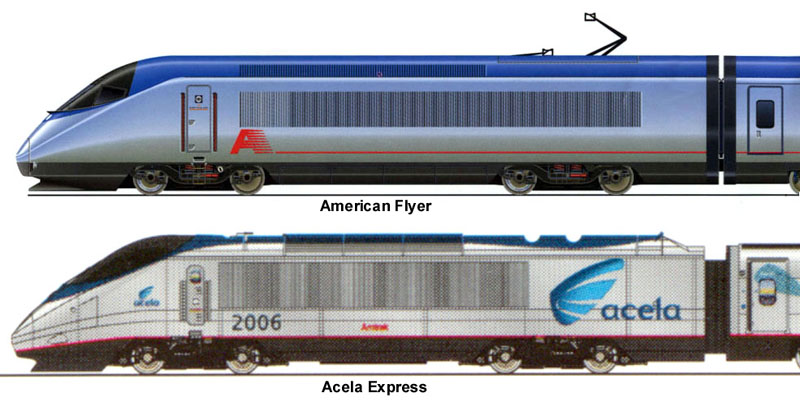 A
American Flyer
acela
2006
Amtrak
acela
Acela Express